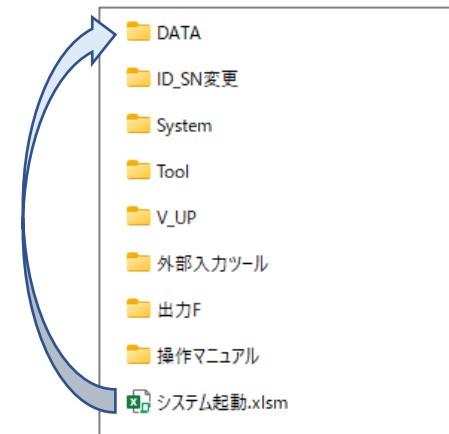 DATA
ID_SN変更
System
Tool
V_UP
外部入力ツール
出力F
操作マニュアル
システム起動.xlsm